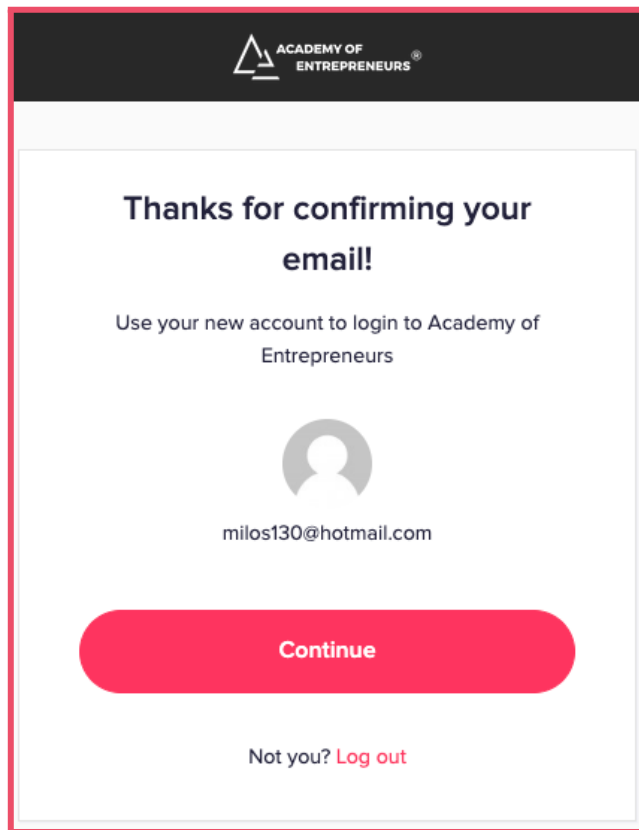 ACADEMY OF
ENTREPRENEURS®
Thanks for confirming your
email!
Use your new account to login to Academy of
Entrepreneurs
milos130@hotmail.com
Continue
Not you? Log out